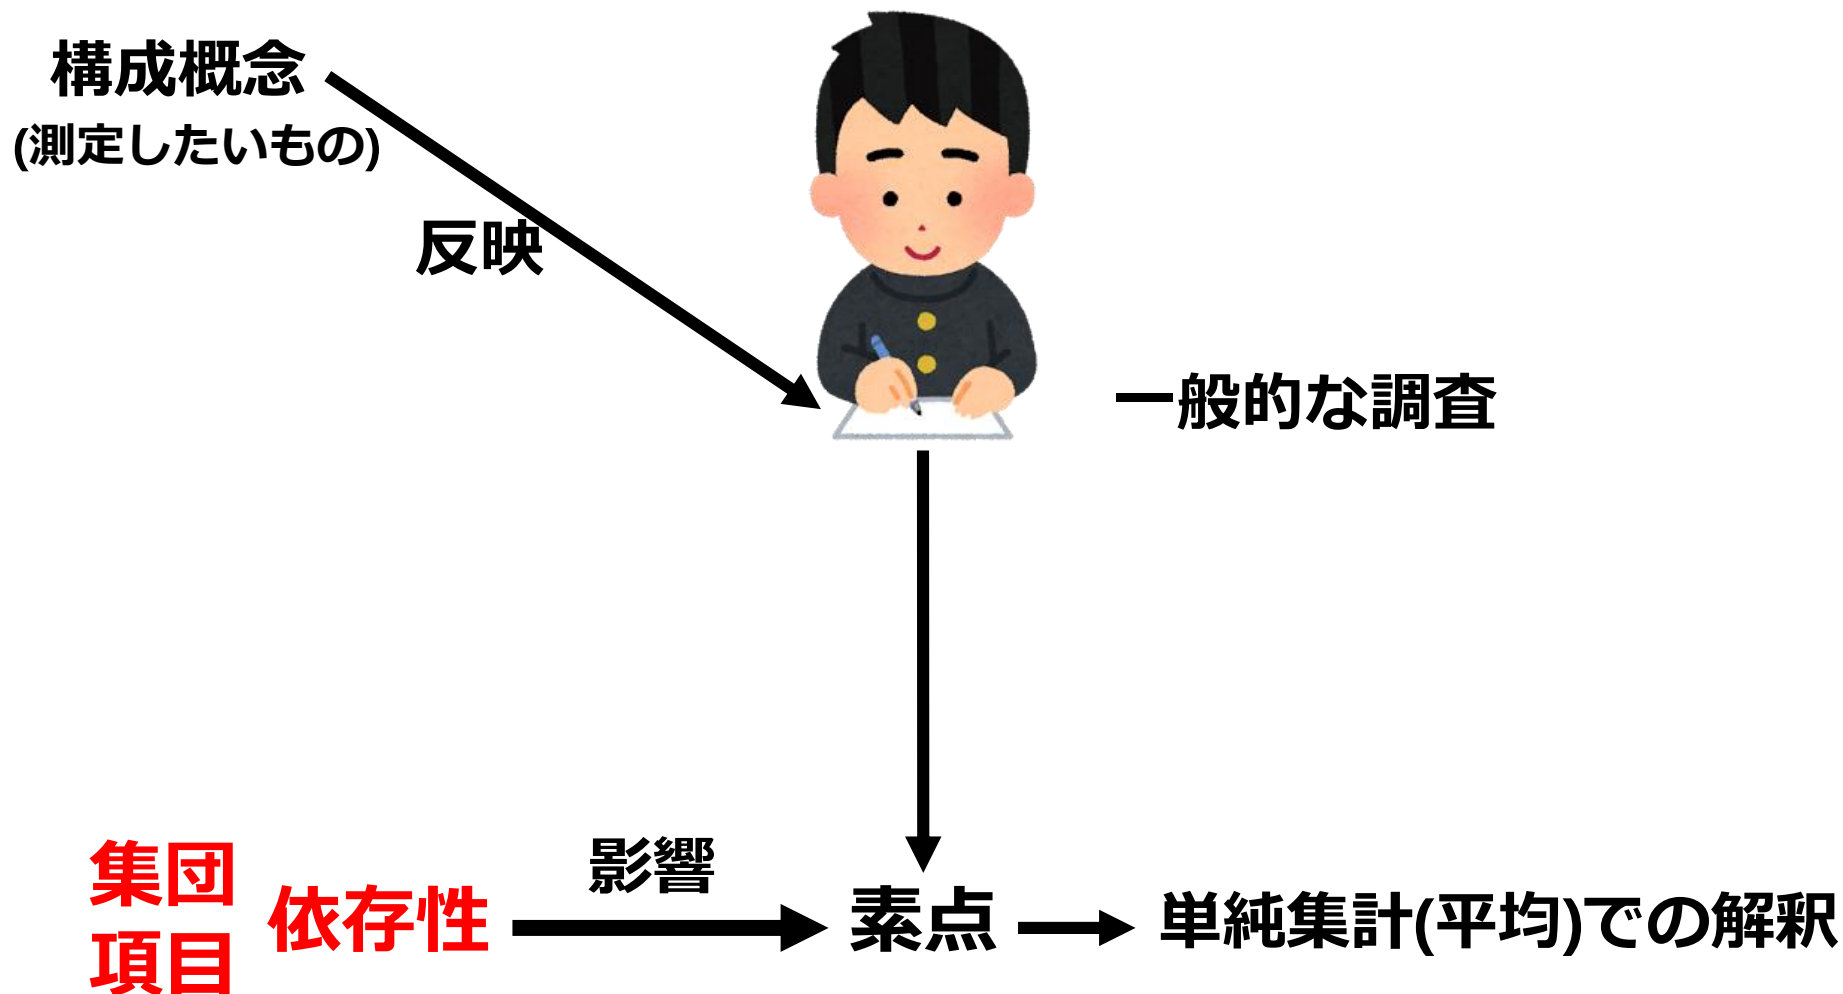 構成概念
(測定したいもの)
反映
一般的な調査
影響
集団
項目
依存性
素点
単純集計(平均)での解釈